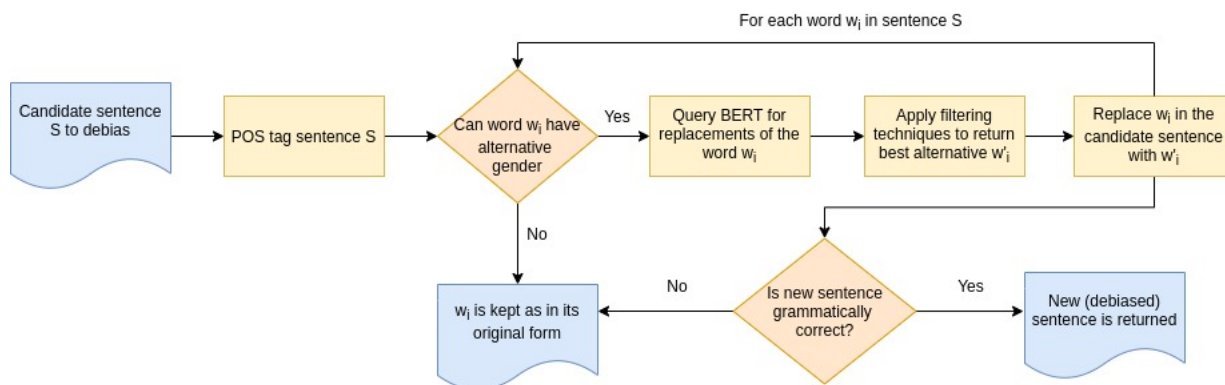 For each word wi in sentence S
Candidate sentence
S to debias
POS tag sentence S
Can word wi have
alternative
gender
Yes
Query BERT for
replacements of the
word wi
Apply filtering
techniques to return
best alternative w'i
Replace wi in the
candidate sentence
with w'i
No
wi is kept as in its
original form
No
Is new sentence
grammatically
correct?
Yes
New (debiased)
sentence is returned